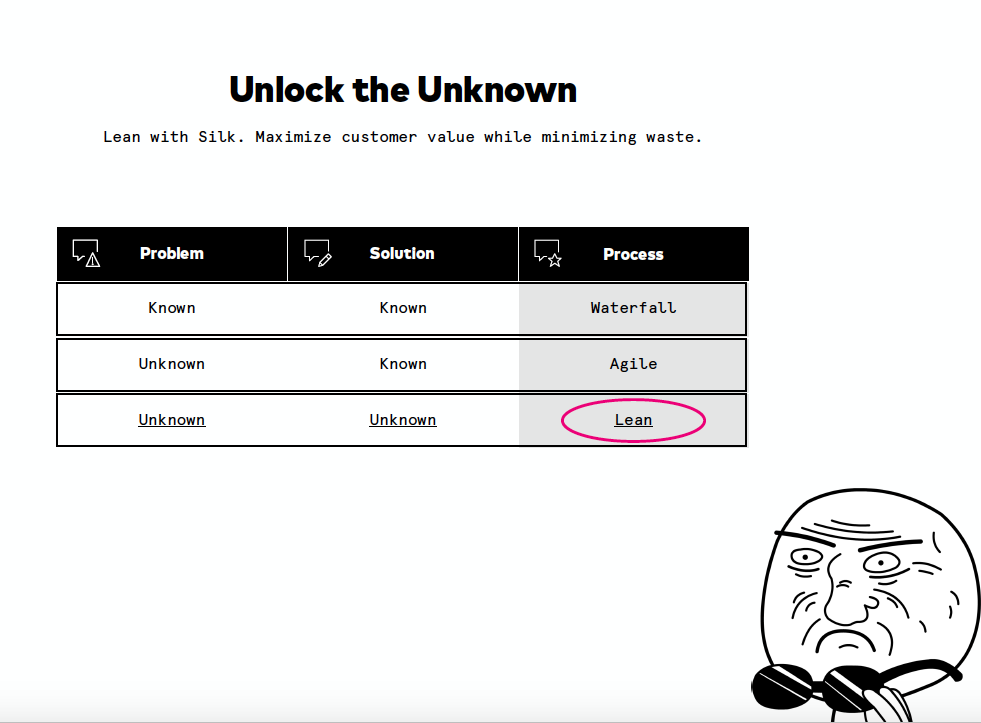 Unlock the Unknown
Lean with Silk. Maximize customer value while minimizing waste.
Problem Solution Process
Known Known Waterfall
Unknown Known Agile
Unknown Unknown Lean